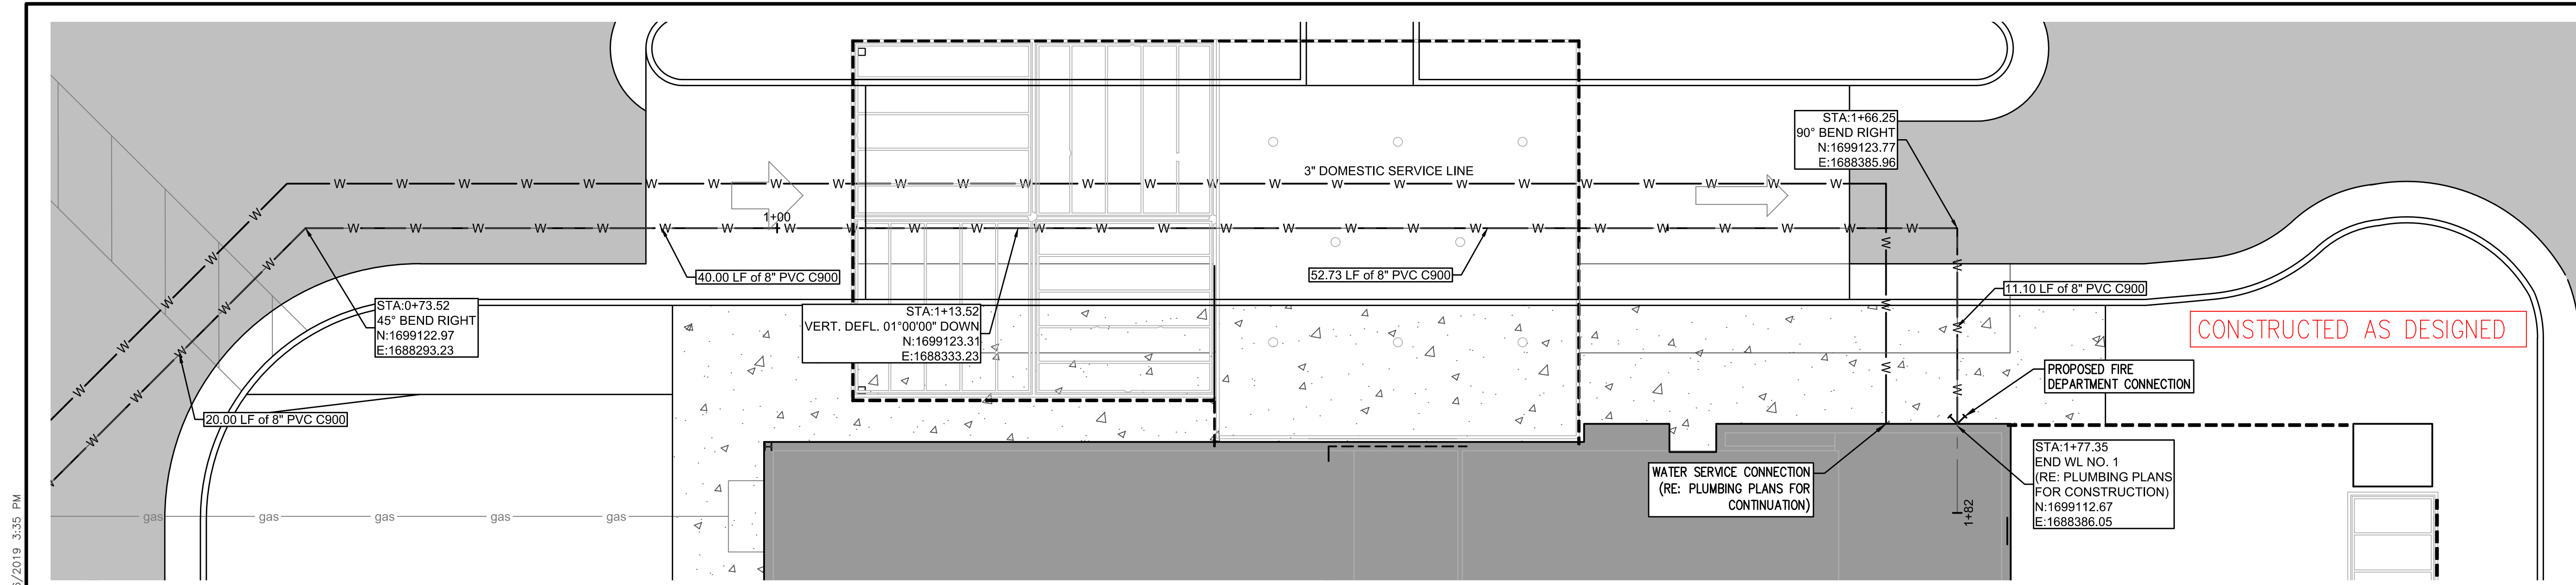 STA:1+66.25
90° BEND RIGHT
N:1699123.77
E:1688385.96
3" DOMESTIC SERVICE LINE
W W W W W W W W W W W W W W W W W W W W W W W W W W W W W
1+00
W W W W W W W W W W W W W W W W W W W W W W W W W W W W W W
40.00 LF of 8" PVC C900
52.73 LF of 8" PVC C900
11.10 LF of 8" PVC C900
STA:0+73.52
45° BEND RIGHT
N:1699122.97
E:1688293.23
STA:1+13.52
VERT. DEFL. 01°00'00" DOWN
N:1699123.31
E:1688333.23
CONSTRUCTED AS DESIGNED
PROPOSED FIRE
DEPARTMENT CONNECTION
20.00 LF of 8" PVC C900
WATER SERVICE CONNECTION
(RE: PLUMBING PLANS FOR
CONTINUATION)
STA:1+77.35
END WL NO. 1
(RE: PLUMBING PLANS
FOR CONSTRUCTION)
N:1699112.67
E:1688386.05
1+82
gas gas gas gas gas
/2019 3:35 PM